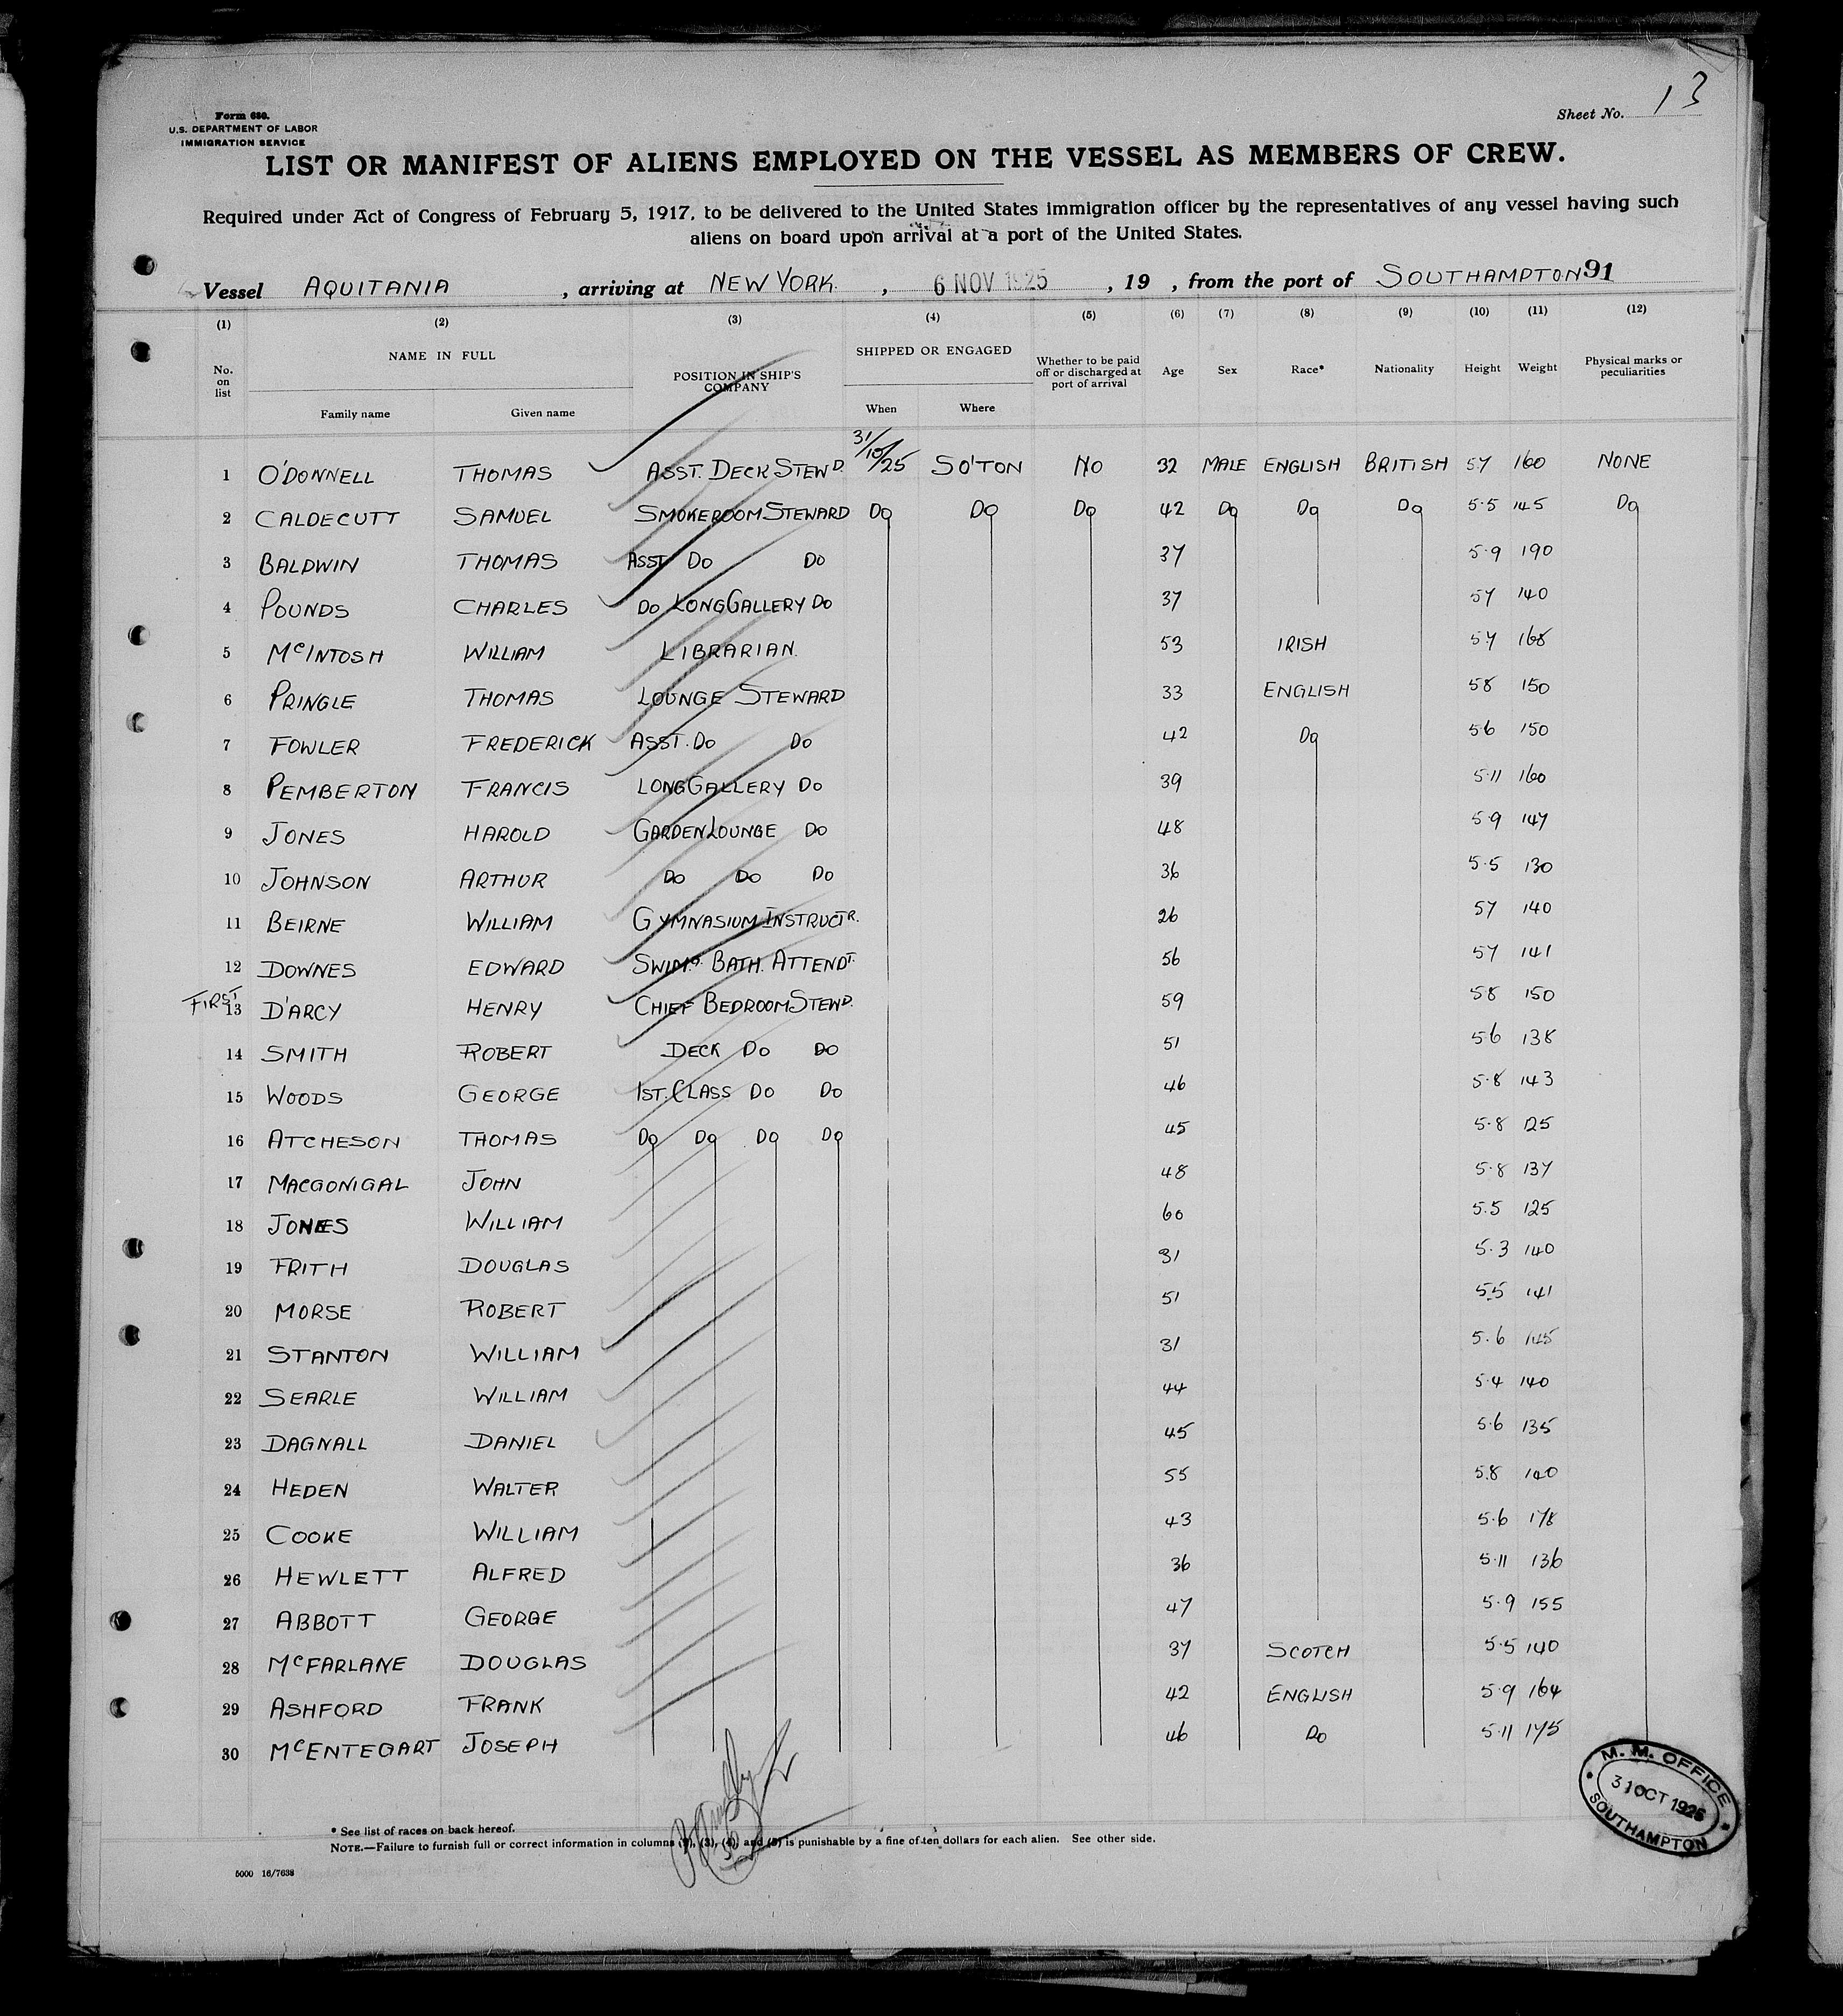 Form 680.
U.S. DEPARTMENT OF LABOR
IMMIGRATION SERVICE
Sheet No. 13
LIST OR MANIFEST OF ALIENS EMPLOYED ON THE VESSEL AS MEMBERS OF CREW.
Required under Act of Congress of February 5, 1917, to be delivered to the United States immigration officer by the representatives of any vessel having such
aliens on board upon arrival at a port of the United States.
Vessel AQUITANIA, arriving at NEW YORK, 6 NOV 1925, 19 , from the port of SOUTHAMPTON 91
(1) (2) (3) (4) (5) (6) (7) (8) (9) (10) (11) (12)
No. on list NAME IN FULL Family name Given name POSITION IN SHIP'S COMPANY SHIPPED OR ENGAGED When Where Whether to be paid off or discharged at port of arrival Age Sex Race* Nationality Height Weight Physical marks or peculiarities
1 O'DONNELL THOMAS ASST. DECK STEWD. 31/10/25 SO'TON NO 32 MALE ENGLISH BRITISH 57 160 NONE
2 CALDECUTT SAMUEL SMOKEROOM STEWARD DO DO DO 42 DO DO DO 5.5 145 DO
3 BALDWIN THOMAS ASST DO DO 37 5.9 190
4 POUNDS CHARLES DO LONG GALLERY DO 37 57 140
5 McINTOSH WILLIAM LIBRARIAN. 53 IRISH 57 168
6 PRINGLE THOMAS LOUNGE STEWARD 33 ENGLISH 58 150
7 FOWLER FREDERICK ASST. DO DO 42 DO 56 150
8 PEMBERTON FRANCIS LONG GALLERY DO 39 5.11 160
9 JONES HAROLD GARDEN LOUNGE DO 48 5.9 147
10 JOHNSON ARTHUR DO DO DO 36 5.5 130
11 BEIRNE WILLIAM GYMNASIUM INSTRUCTR. 26 57 140
12 DOWNES EDWARD SWIMG. BATH. ATTENDT. 56 57 141
FIRST 13 D'ARCY HENRY CHIEF BEDROOM STEWD. 59 58 150
14 SMITH ROBERT DECK DO DO 51 56 138
15 WOODS GEORGE 1ST. CLASS DO DO 46 5.8 143
16 ATCHESON THOMAS DO DO DO DO 45 5.8 125
17 MACGONIGAL JOHN 48 5.8 137
18 JONES WILLIAM 60 5.5 125
19 FRITH DOUGLAS 31 5.3 140
20 MORSE ROBERT 51 5.5 141
21 STANTON WILLIAM 31 5.6 145
22 SEARLE WILLIAM 44 5.4 140
23 DAGNALL DANIEL 45 5.6 135
24 HEDEN WALTER 55 5.8 140
25 COOKE WILLIAM 43 5.6 178
26 HEWLETT ALFRED 36 5.11 136
27 ABBOTT GEORGE 47 5.9 155
28 McFARLANE DOUGLAS 37 SCOTCH 5.5 140
29 ASHFORD FRANK 42 ENGLISH 5.9 164
30 McENTEGART JOSEPH 46 DO 5.11 175
M. M. OFFICE
31 OCT 1925
SOUTHAMPTON
* See list of races on back hereof.
NOTE.—Failure to furnish full or correct information in columns (2), (3), (4), and (5) is punishable by a fine of ten dollars for each alien. See other side.
5000 16/7638